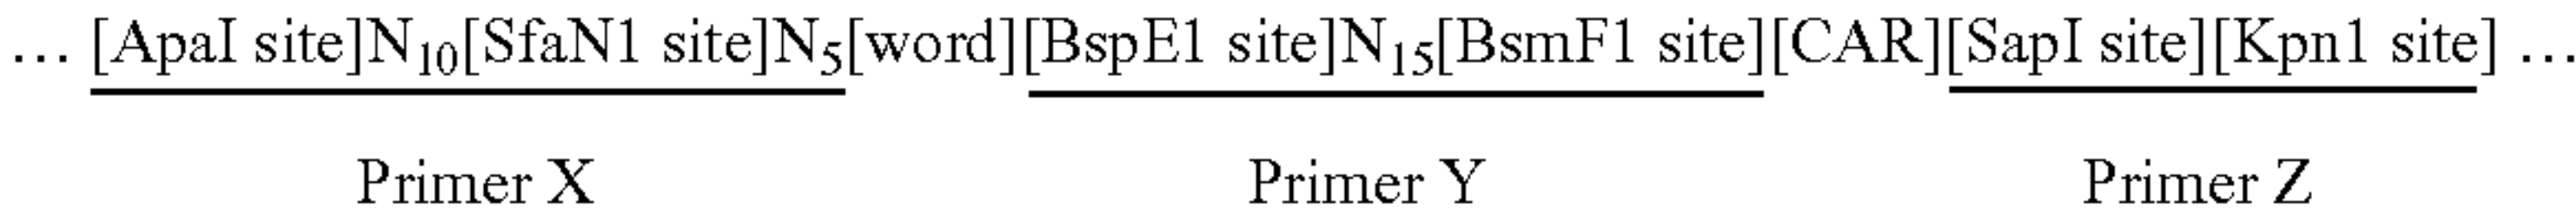 ... [ApaI site]N10[SfaN1 site]N5[word][BspE1 site]N15[BsmF1 site][CAR][SapI site][Kpn1 site] ...
Primer X Primer Y Primer Z